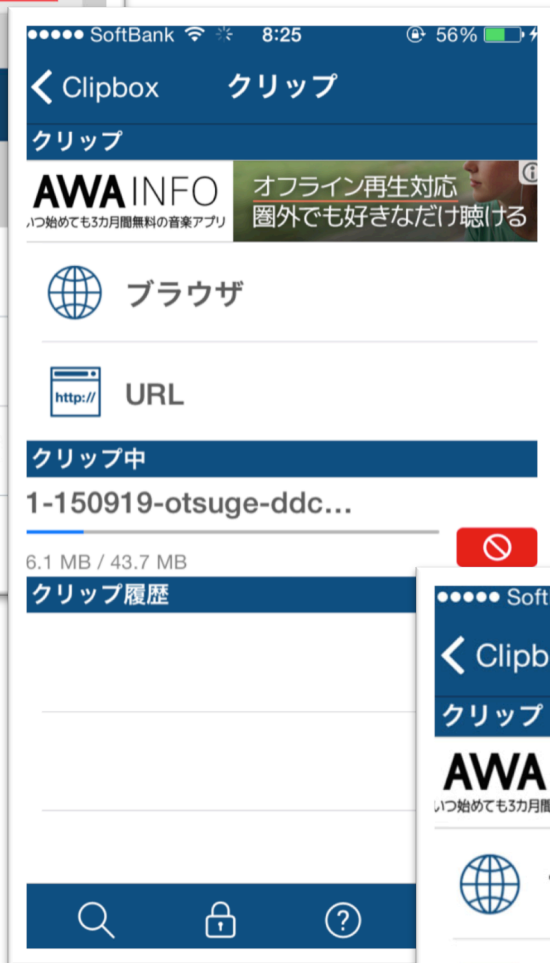 SoftBank 8:25 56%
Clipbox クリップ
クリップ
AWA INFO
いつ始めても3カ月間無料の音楽アプリ
オフライン再生対応
圏外でも好きなだけ聴ける
ブラウザ
http://
URL
クリップ中
1-150919-otsuge-ddc...
6.1 MB / 43.7 MB
クリップ履歴
Soft
Clipb
クリップ
AWA
いつ始めても3カ月間